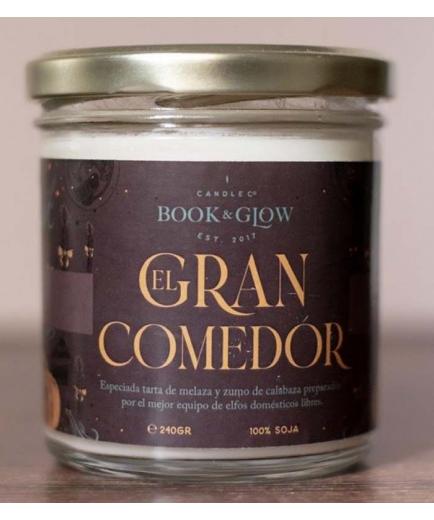 CANDLE Cº
BOOK & GLOW
EST. 2017
EL GRAN
COMEDOR
Especiada tarta de melaza y zumo de calabaza preparado
por el mejor equipo de elfos domésticos libres.
℮ 240GR 100% SOJA